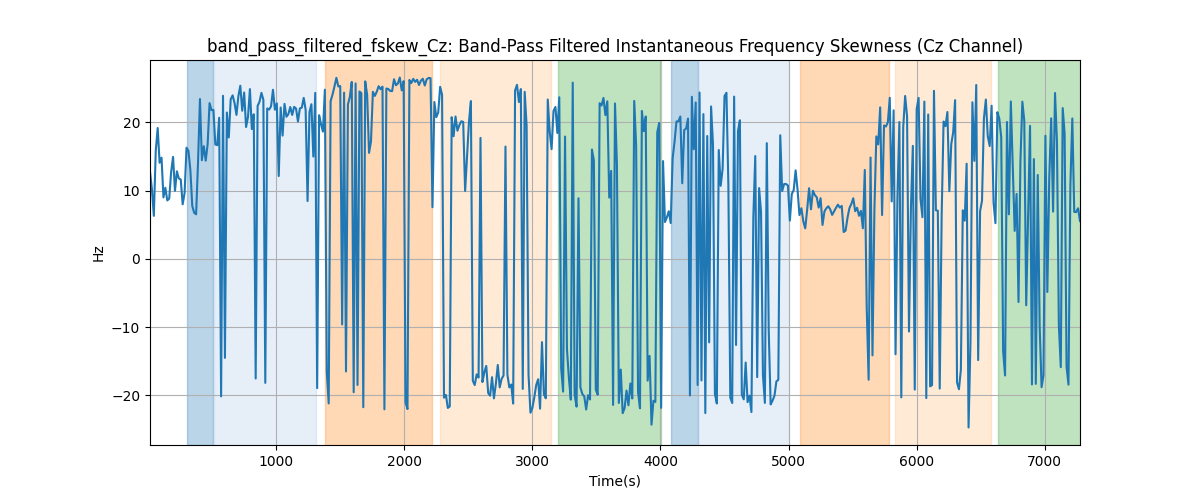 band_pass_filtered_fskew_Cz: Band-Pass Filtered Instantaneous Frequency Skewness (Cz Channel)
20
10
0
−10
−20
Hz
1000 2000 3000 4000 5000 6000 7000
Time(s)